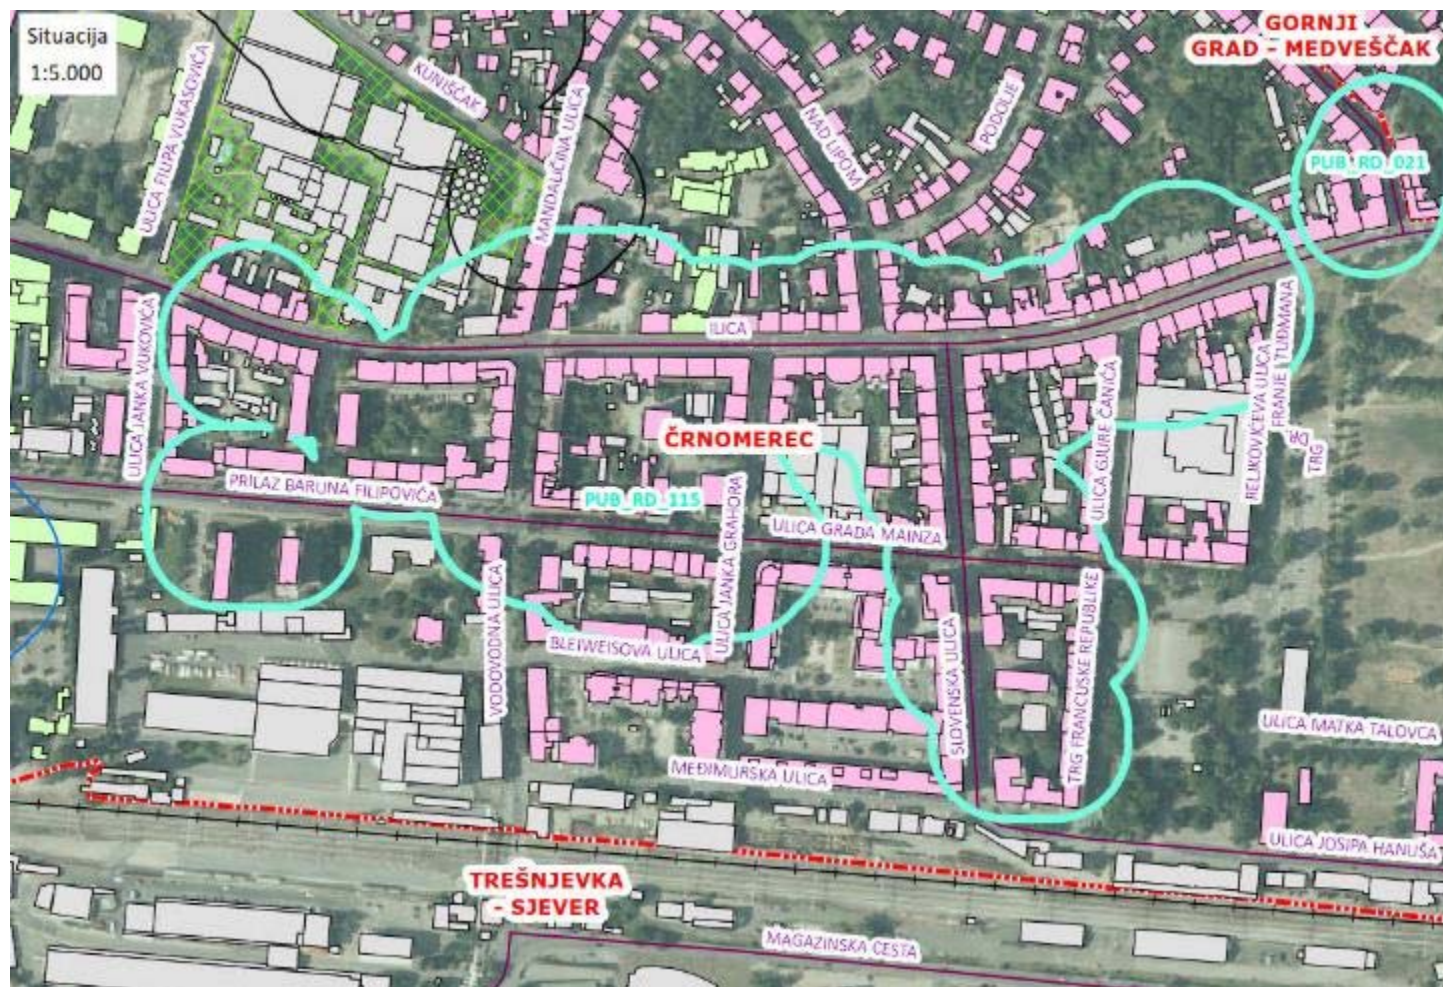 Situacija
1:5.000
GORNJI
GRAD - MEDVEŠČAK
ULICA FILIPA VUKASOVIĆA
KUNIŠČAK
MANDALIČINA ULICA
NAD LIPOM
PODOLJE
PUB_RD_021
ULICA JANKA VUKOVIĆA
ILICA
RELJKOVIĆEVA ULICA
TRG
DR.
FRANJE TUĐMANA
ULICA GJURE ČANIĆA
ČRNOMEREC
PRILAZ BARUNA FILIPOVIĆA
PUB_RD_115
ULICA JANKA GRAHORA
ULICA GRADA MAINZA
VODOVODNA ULICA
BLEIWEISOVA ULICA
SLOVENSKA ULICA
TRG FRANCUSKE REPUBLIKE
ULICA MATKA TALOVCA
MEĐIMURSKA ULICA
ULICA JOSIPA HANUŠA
TREŠNJEVKA
- SJEVER
MAGAZINSKA CESTA